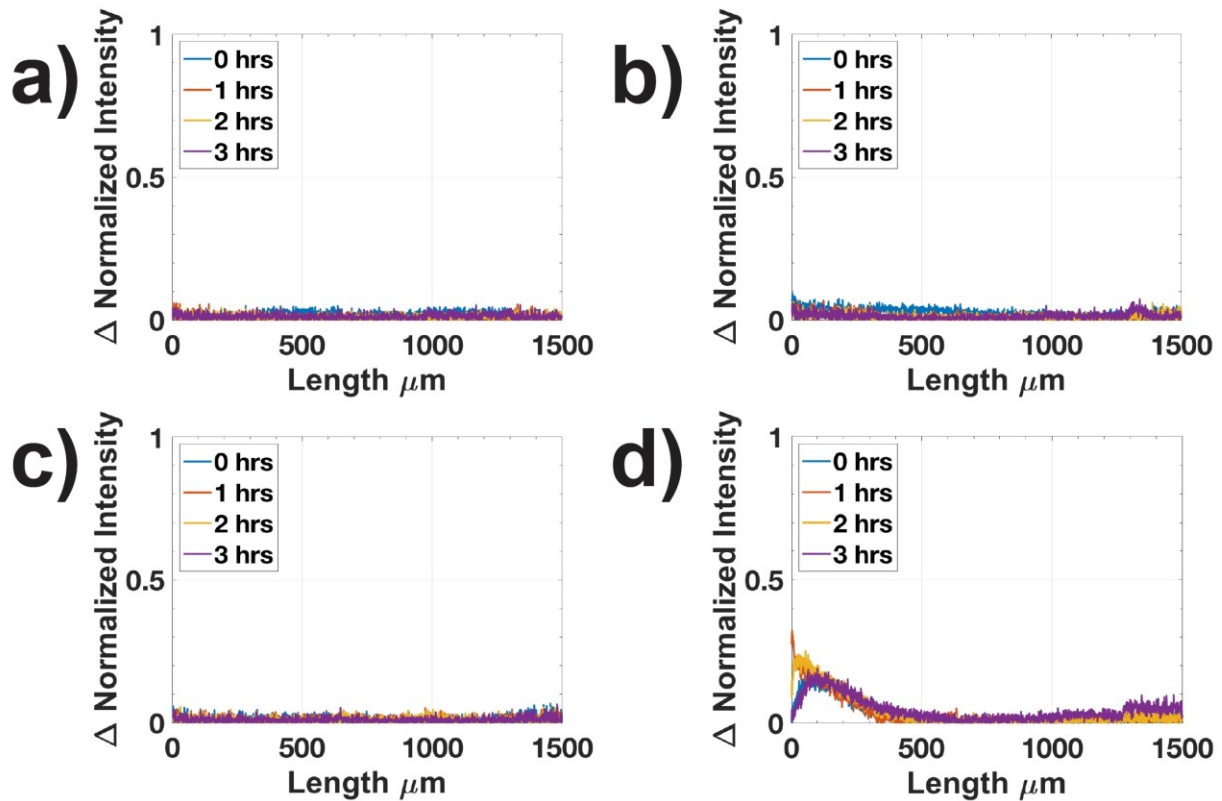 a)
Δ Normalized Intensity
1
0.5
0
0 hrs
1 hrs
2 hrs
3 hrs
0 500 1000 1500
Length μm
b)
Δ Normalized Intensity
1
0.5
0
0 hrs
1 hrs
2 hrs
3 hrs
0 500 1000 1500
Length μm
c)
Δ Normalized Intensity
1
0.5
0
0 hrs
1 hrs
2 hrs
3 hrs
0 500 1000 1500
Length μm
d)
Δ Normalized Intensity
1
0.5
0
0 hrs
1 hrs
2 hrs
3 hrs
0 500 1000 1500
Length μm